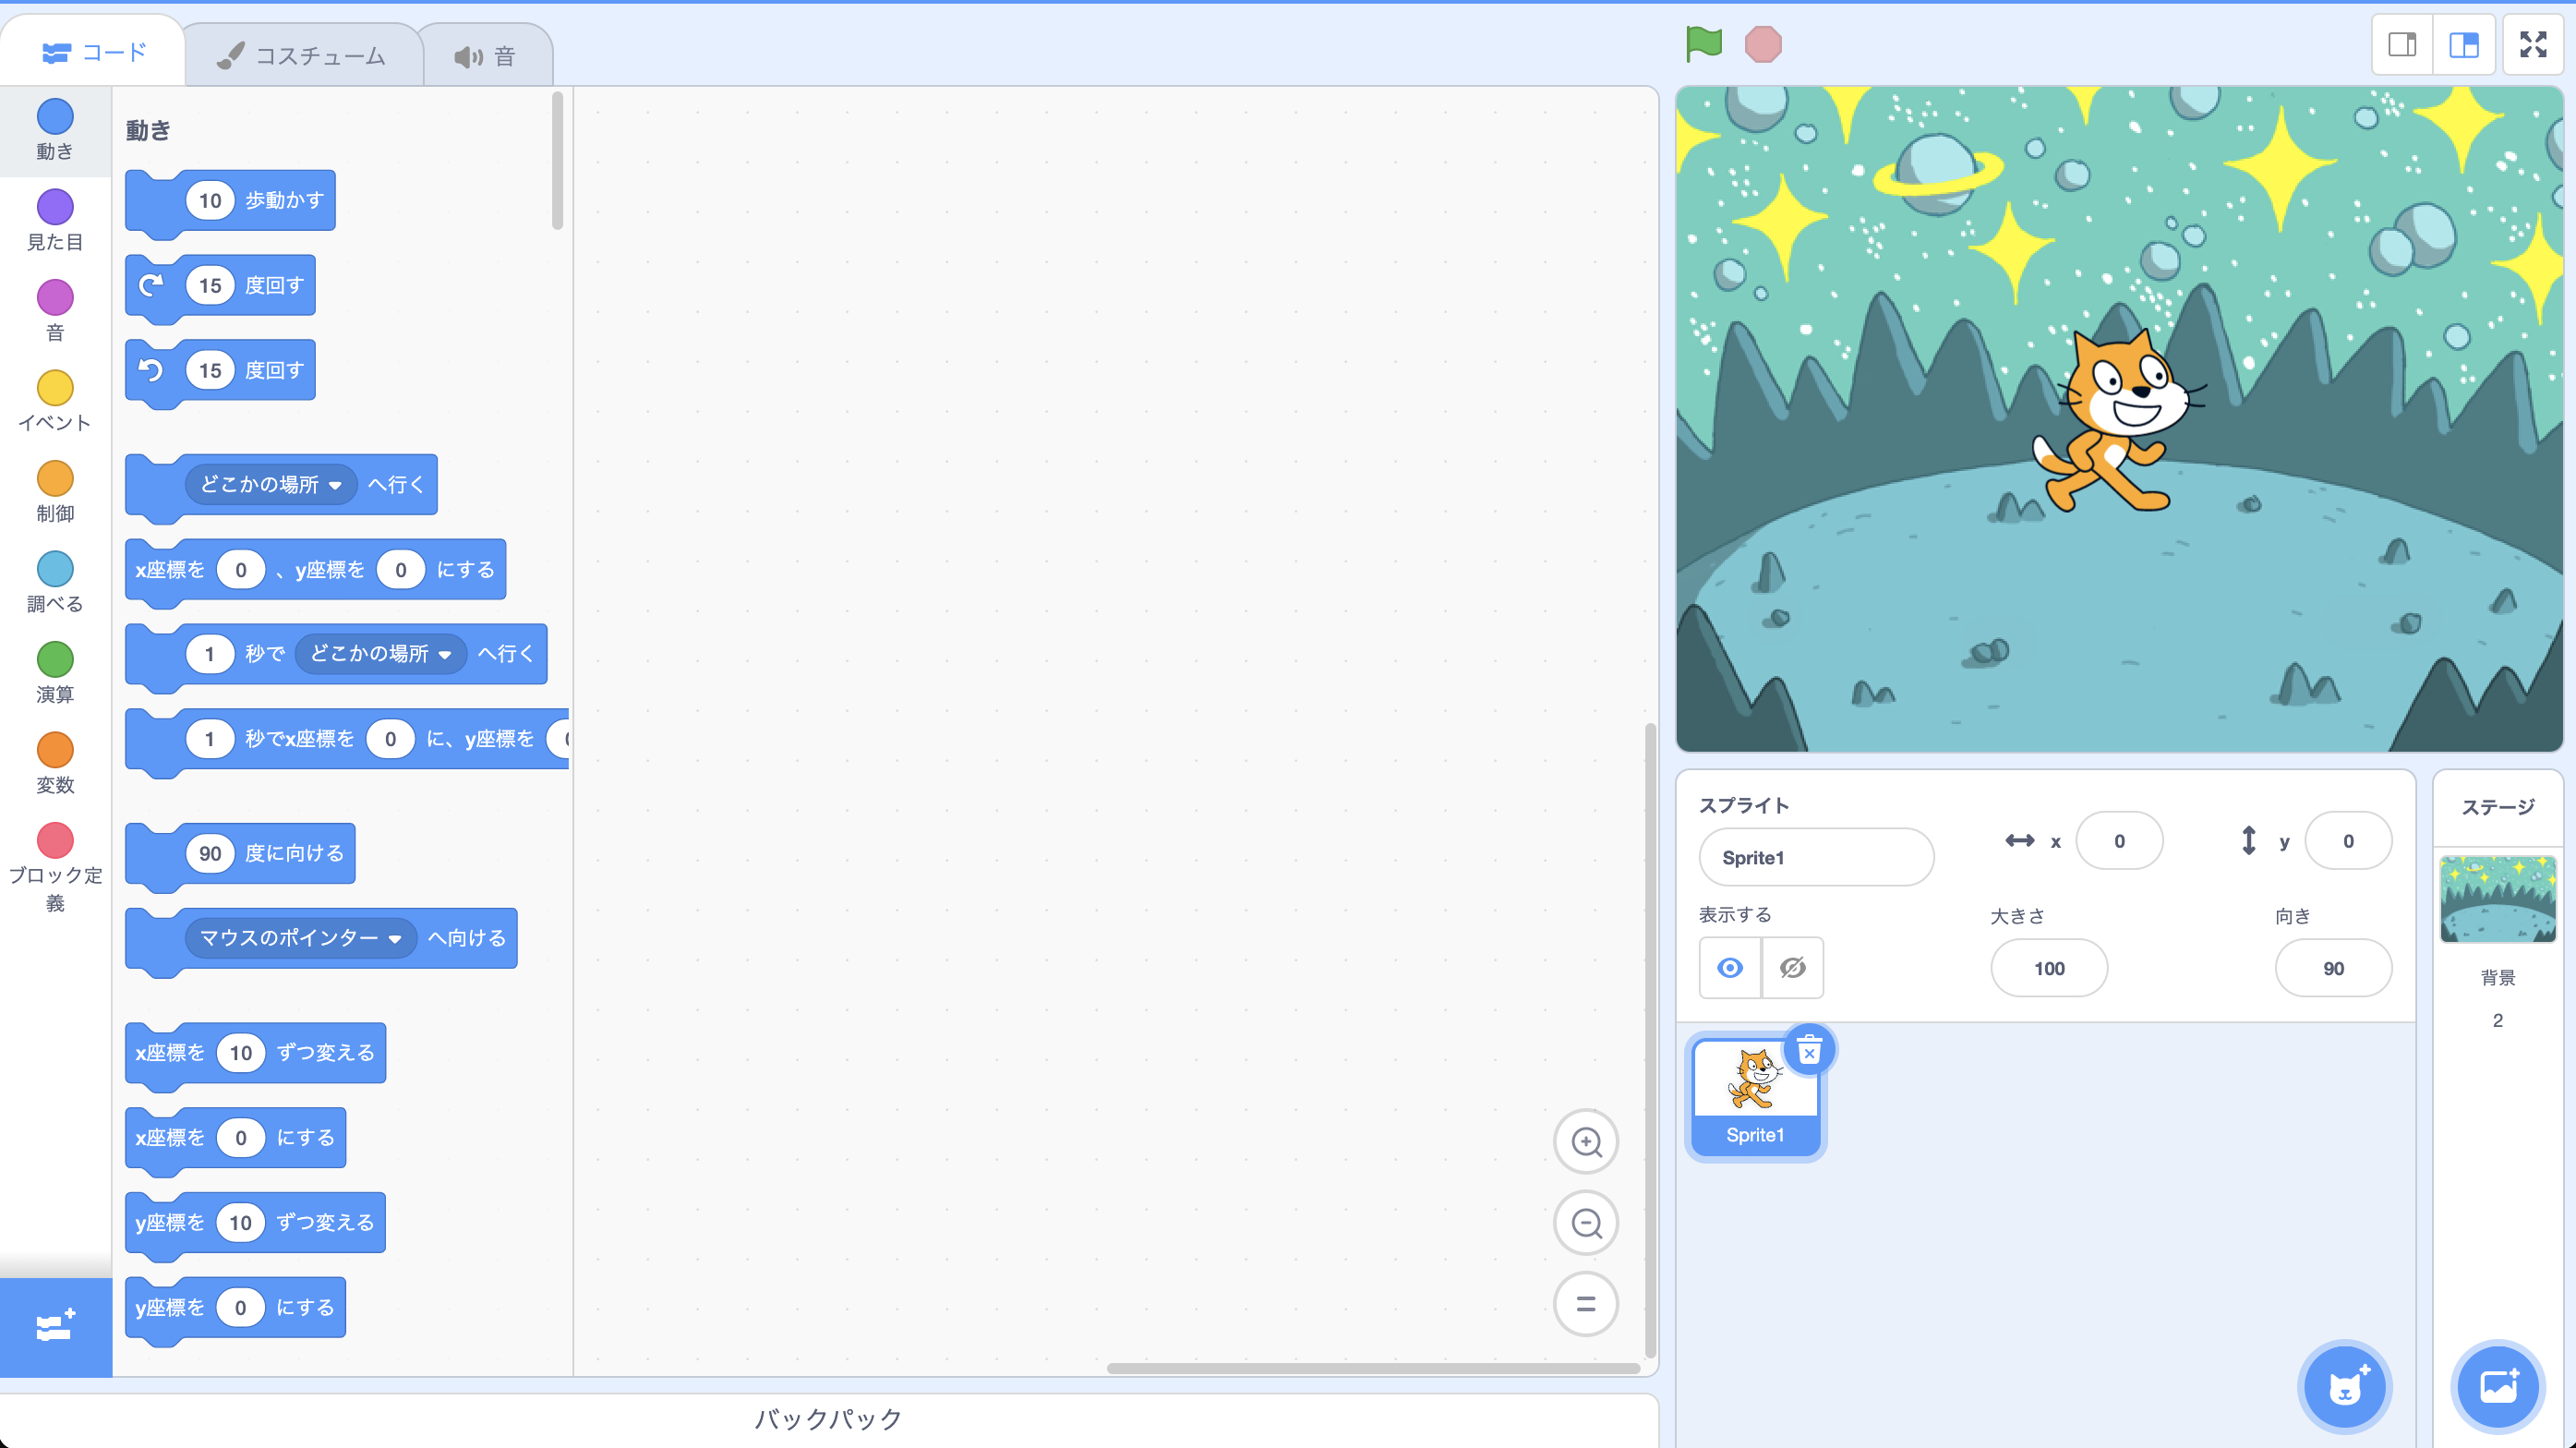 コード
コスチューム
音
動き
見た目
音
イベント
制御
調べる
演算
変数
ブロック定
義
動き
10 歩動かす
15 度回す
15 度回す
どこかの場所 へ行く
x座標を 0 、y座標を 0 にする
1 秒で どこかの場所 へ行く
1 秒でx座標を 0 に、y座標を
90 度に向ける
マウスのポインター へ向ける
x座標を 10 ずつ変える
x座標を 0 にする
y座標を 10 ずつ変える
y座標を 0 にする
バックパック
スプライト
Sprite1
x 0
y 0
表示する
大きさ
100
向き
90
Sprite1
ステージ
背景
2